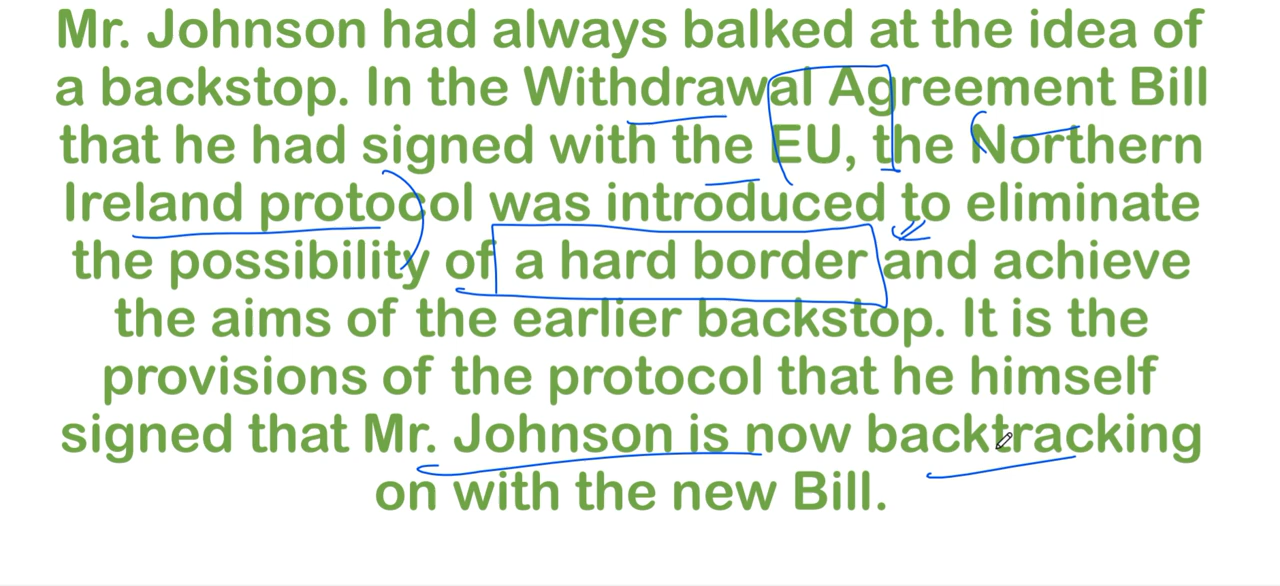 Mr. Johnson had always balked at the idea of
a backstop. In the Withdrawal Agreement Bill
that he had signed with the EU, the Northern
Ireland protocol was introduced to eliminate
the possibility of a hard border and achieve
the aims of the earlier backstop. It is the
provisions of the protocol that he himself
signed that Mr. Johnson is now backtracking
on with the new Bill.